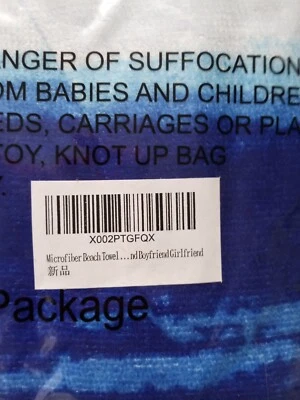 ANGER OF SUFFOCATION
OM BABIES AND CHILDRE
EDS, CARRIAGES OR PLA
TOY, KNOT UP BAG
X002PTGFQX
Microfiber Beach Towel ...nd Boyfriend Girlfriend
新品
Package